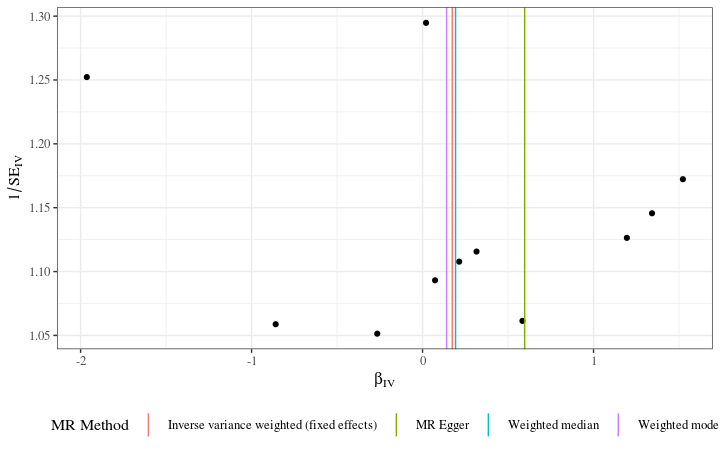 1.30
1.25
1.20
1.15
1.10
1.05
1/SE_IV
-2 -1 0 1
β_IV
MR Method Inverse variance weighted (fixed effects) MR Egger Weighted median Weighted mode